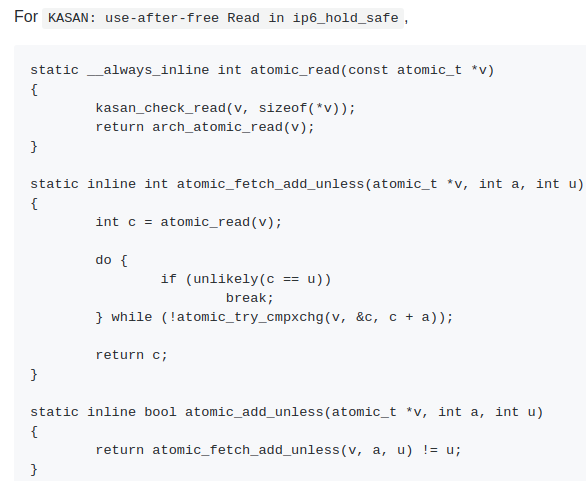 For KASAN: use-after-free Read in ip6_hold_safe ,
static __always_inline int atomic_read(const atomic_t *v)
{
        kasan_check_read(v, sizeof(*v));
        return arch_atomic_read(v);
}
static inline int atomic_fetch_add_unless(atomic_t *v, int a, int u)
{
        int c = atomic_read(v);
        do {
                if (unlikely(c == u))
                        break;
        } while (!atomic_try_cmpxchg(v, &c, c + a));
        return c;
}
static inline bool atomic_add_unless(atomic_t *v, int a, int u)
{
        return atomic_fetch_add_unless(v, a, u) != u;
}